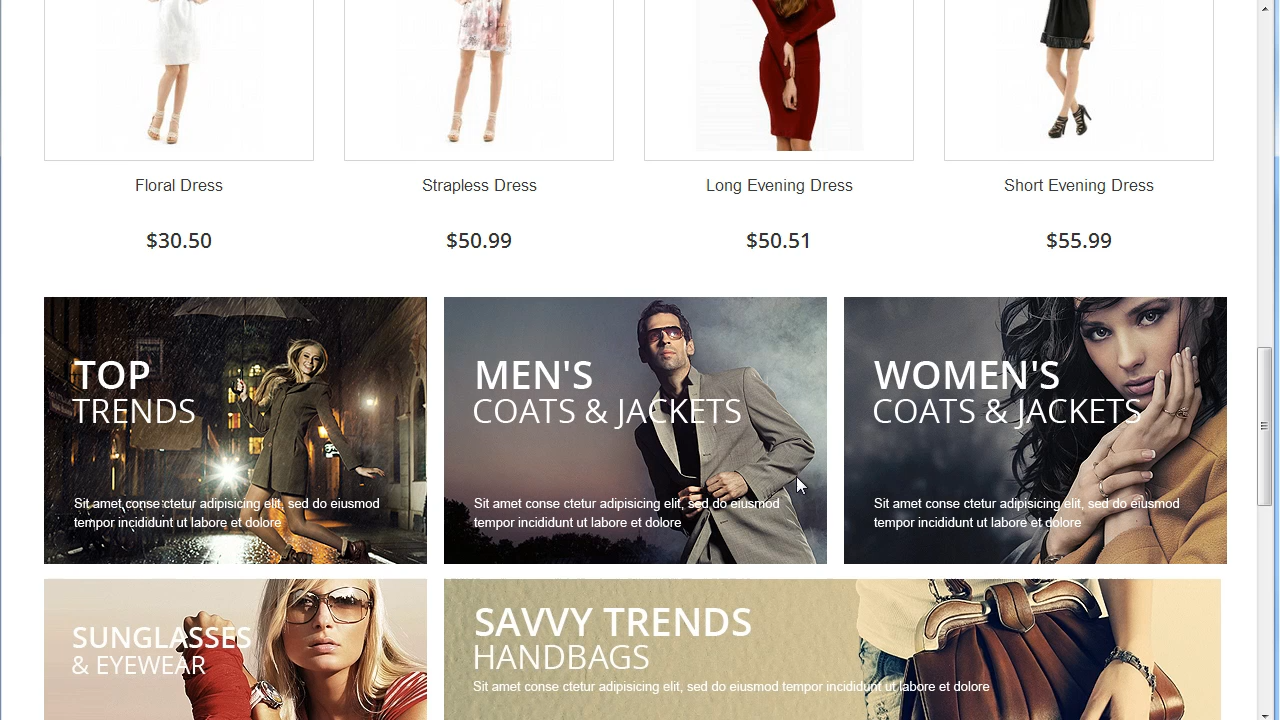 Floral Dress
Strapless Dress
Long Evening Dress
Short Evening Dress
$30.50
$50.99
$50.51
$55.99
TOP
TRENDS
Sit amet conse ctetur adipisicing elit, sed do eiusmod
tempor incididunt ut labore et dolore
MEN'S
COATS & JACKETS
Sit amet conse ctetur adipisicing elit, sed do eiusmod
tempor incididunt ut labore et dolore
WOMEN'S
COATS & JACKETS
Sit amet conse ctetur adipisicing elit, sed do eiusmod
tempor incididunt ut labore et dolore
SUNGLASSES
& EYEWEAR
SAVVY TRENDS
HANDBAGS
Sit amet conse ctetur adipisicing elit, sed do eiusmod tempor incididunt ut labore et dolore